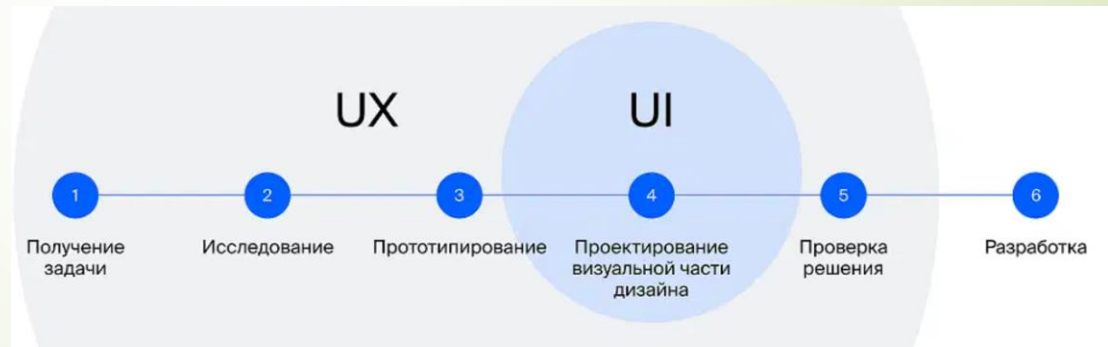 UX
UI
1
2
3
4
5
6
Получение
задачи
Исследование
Прототипирование
Проектирование
визуальной части
дизайна
Проверка
решения
Разработка